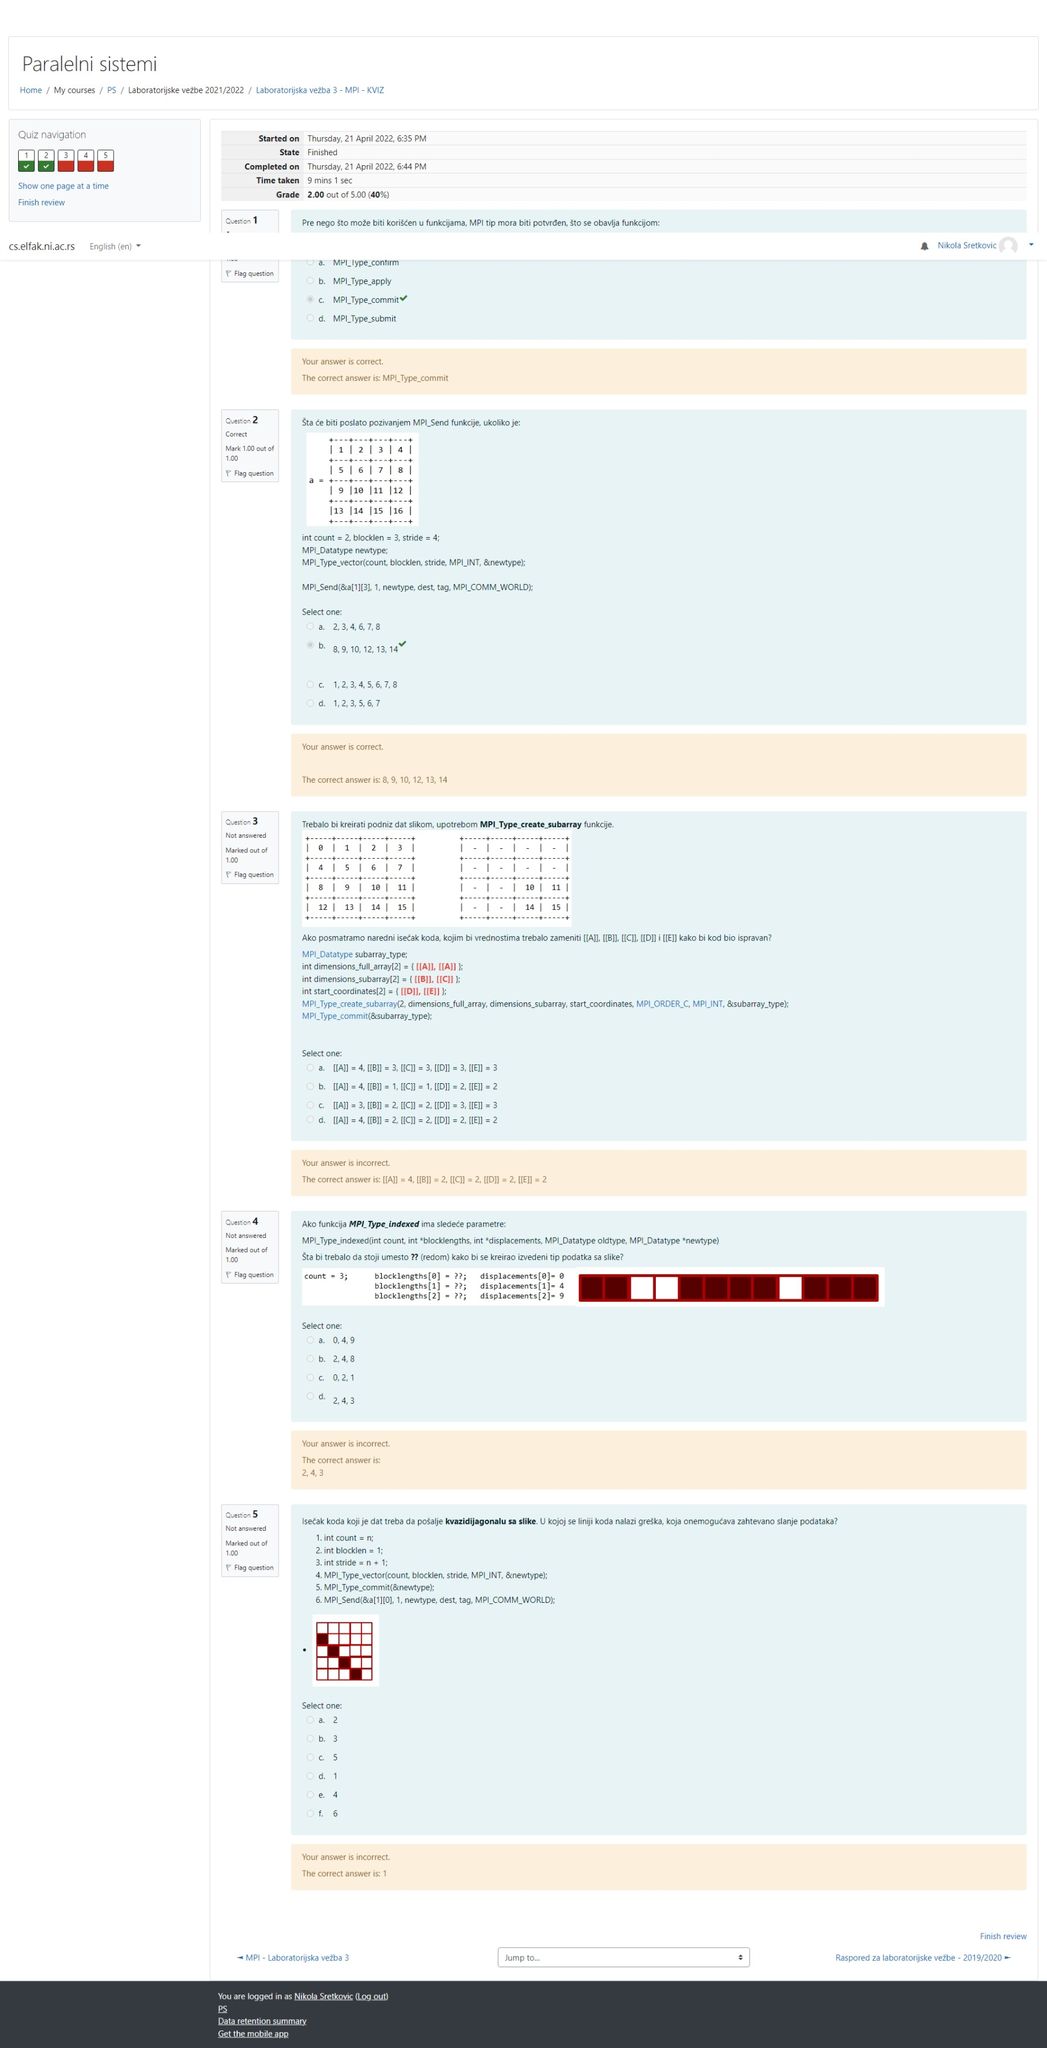 Paralelni sistemi
Home / My courses / PS / Laboratorijske vežbe 2021/2022 / Laboratorijska vežba 3 - MPI - KVIZ
Quiz navigation
1 2 3 4 5
Show one page at a time
Finish review
Started on Thursday, 21 April 2022, 6:35 PM
State Finished
Completed on Thursday, 21 April 2022, 6:44 PM
Time taken 9 mins 1 sec
Grade 2.00 out of 5.00 (40%)
Question 1
Pre nego što može biti korišćen u funkcijama, MPI tip mora biti potvrđen, što se obavlja funkcijom:
cs.elfak.ni.ac.rs English (en) Nikola Sretkovic
Flag question
a. MPI_Type_confirm
b. MPI_Type_apply
c. MPI_Type_commit
d. MPI_Type_submit
Your answer is correct.
The correct answer is: MPI_Type_commit
Question 2
Correct
Mark 1.00 out of
1.00
Flag question
Šta će biti poslato pozivanjem MPI_Send funkcije, ukoliko je:
+---+---+---+---+
| 1 | 2 | 3 | 4 |
+---+---+---+---+
| 5 | 6 | 7 | 8 |
a = +---+---+---+---+
| 9 |10 |11 |12 |
+---+---+---+---+
|13 |14 |15 |16 |
+---+---+---+---+
int count = 2, blocklen = 3, stride = 4;
MPI_Datatype newtype;
MPI_Type_vector(count, blocklen, stride, MPI_INT, &newtype);
MPI_Send(&a[1][3], 1, newtype, dest, tag, MPI_COMM_WORLD);
Select one:
a. 2, 3, 4, 6, 7, 8
b. 8, 9, 10, 12, 13, 14
c. 1, 2, 3, 4, 5, 6, 7, 8
d. 1, 2, 3, 5, 6, 7
Your answer is correct.
The correct answer is: 8, 9, 10, 12, 13, 14
Question 3
Not answered
Marked out of
1.00
Flag question
Trebalo bi kreirati podniz dat slikom, upotrebom MPI_Type_create_subarray funkcije.
+-----+-----+-----+-----+ +-----+-----+-----+-----+
| 0 | 1 | 2 | 3 | | - | - | - | - |
+-----+-----+-----+-----+ +-----+-----+-----+-----+
| 4 | 5 | 6 | 7 | | - | - | - | - |
+-----+-----+-----+-----+ +-----+-----+-----+-----+
| 8 | 9 | 10 | 11 | | - | - | 10 | 11 |
+-----+-----+-----+-----+ +-----+-----+-----+-----+
| 12 | 13 | 14 | 15 | | - | - | 14 | 15 |
+-----+-----+-----+-----+ +-----+-----+-----+-----+
Ako posmatramo naredni isečak koda, kojim bi vrednostima trebalo zameniti [[A]], [[B]], [[C]], [[D]] i [[E]] kako bi kod bio ispravan?
MPI_Datatype subarray_type;
int dimensions_full_array[2] = { [[A]], [[A]] };
int dimensions_subarray[2] = { [[B]], [[C]] };
int start_coordinates[2] = { [[D]], [[E]] };
MPI_Type_create_subarray(2, dimensions_full_array, dimensions_subarray, start_coordinates, MPI_ORDER_C, MPI_INT, &subarray_type);
MPI_Type_commit(&subarray_type);
Select one:
a. [[A]] = 4, [[B]] = 3, [[C]] = 3, [[D]] = 3, [[E]] = 3
b. [[A]] = 4, [[B]] = 1, [[C]] = 1, [[D]] = 2, [[E]] = 2
c. [[A]] = 3, [[B]] = 2, [[C]] = 2, [[D]] = 3, [[E]] = 3
d. [[A]] = 4, [[B]] = 2, [[C]] = 2, [[D]] = 2, [[E]] = 2
Your answer is incorrect.
The correct answer is: [[A]] = 4, [[B]] = 2, [[C]] = 2, [[D]] = 2, [[E]] = 2
Question 4
Not answered
Marked out of
1.00
Flag question
Ako funkcija MPI_Type_indexed ima sledeće parametre:
MPI_Type_indexed(int count, int *blocklengths, int *displacements, MPI_Datatype oldtype, MPI_Datatype *newtype)
Šta bi trebalo da stoji umesto ?? (redom) kako bi se kreirao izvedeni tip podatka sa slike?
count = 3; blocklengths[0] = ??; displacements[0]= 0
blocklengths[1] = ??; displacements[1]= 4
blocklengths[2] = ??; displacements[2]= 9
Select one:
a. 0, 4, 9
b. 2, 4, 8
c. 0, 2, 1
d. 2, 4, 3
Your answer is incorrect.
The correct answer is:
2, 4, 3
Question 5
Not answered
Marked out of
1.00
Flag question
Isečak koda koji je dat treba da pošalje kvazidijagonalu sa slike. U kojoj se liniji koda nalazi greška, koja onemogućava zahtevano slanje podataka?
1. int count = n;
2. int blocklen = 1;
3. int stride = n + 1;
4. MPI_Type_vector(count, blocklen, stride, MPI_INT, &newtype);
5. MPI_Type_commit(&newtype);
6. MPI_Send(&a[1][0], 1, newtype, dest, tag, MPI_COMM_WORLD);
Select one:
a. 2
b. 3
c. 5
d. 1
e. 4
f. 6
Your answer is incorrect.
The correct answer is: 1
Finish review
◄ MPI - Laboratorijska vežba 3
Jump to...
Raspored za laboratorijske vežbe - 2019/2020 ►
You are logged in as Nikola Sretkovic (Log out)
PS
Data retention summary
Get the mobile app